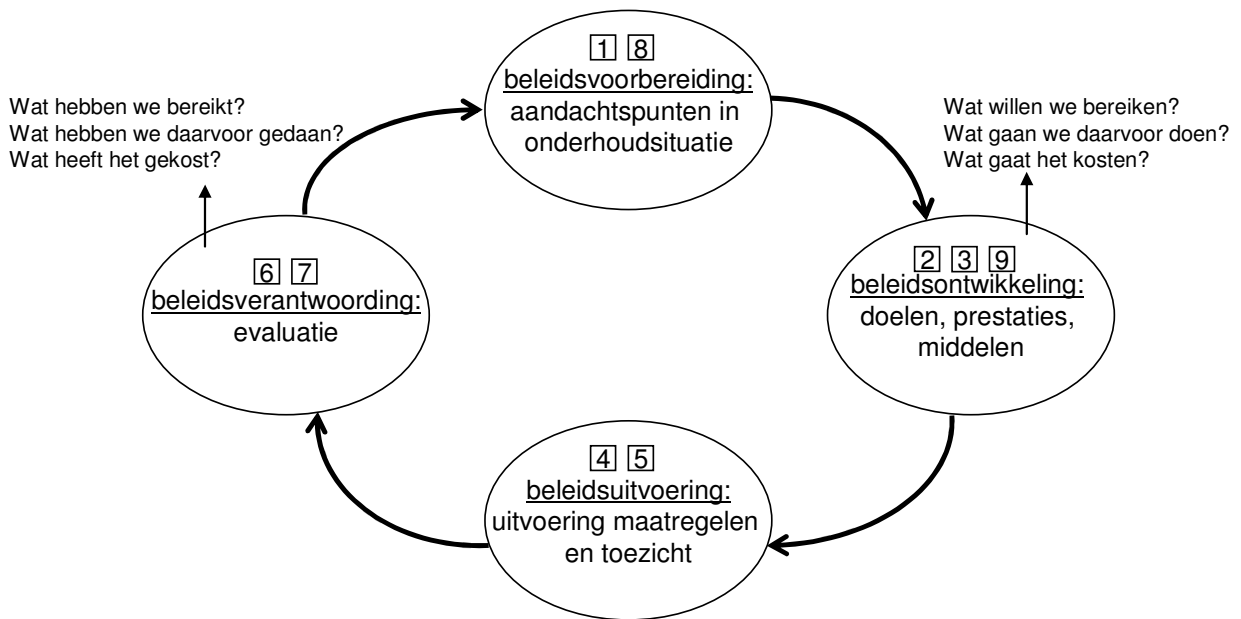 1 8
beleidsvoorbereiding:
aandachtspunten in
onderhoudsituatie
Wat hebben we bereikt?
Wat hebben we daarvoor gedaan?
Wat heeft het gekost?
Wat willen we bereiken?
Wat gaan we daarvoor doen?
Wat gaat het kosten?
6 7
beleidsverantwoording:
evaluatie
2 3 9
beleidsontwikkeling:
doelen, prestaties,
middelen
4 5
beleidsuitvoering:
uitvoering maatregelen
en toezicht